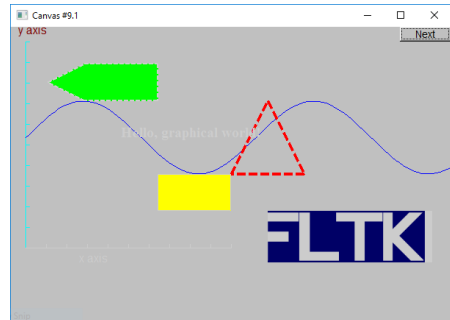 Canvas #9.1
y axis
Next
Hello, graphical world!
x axis
FLTK